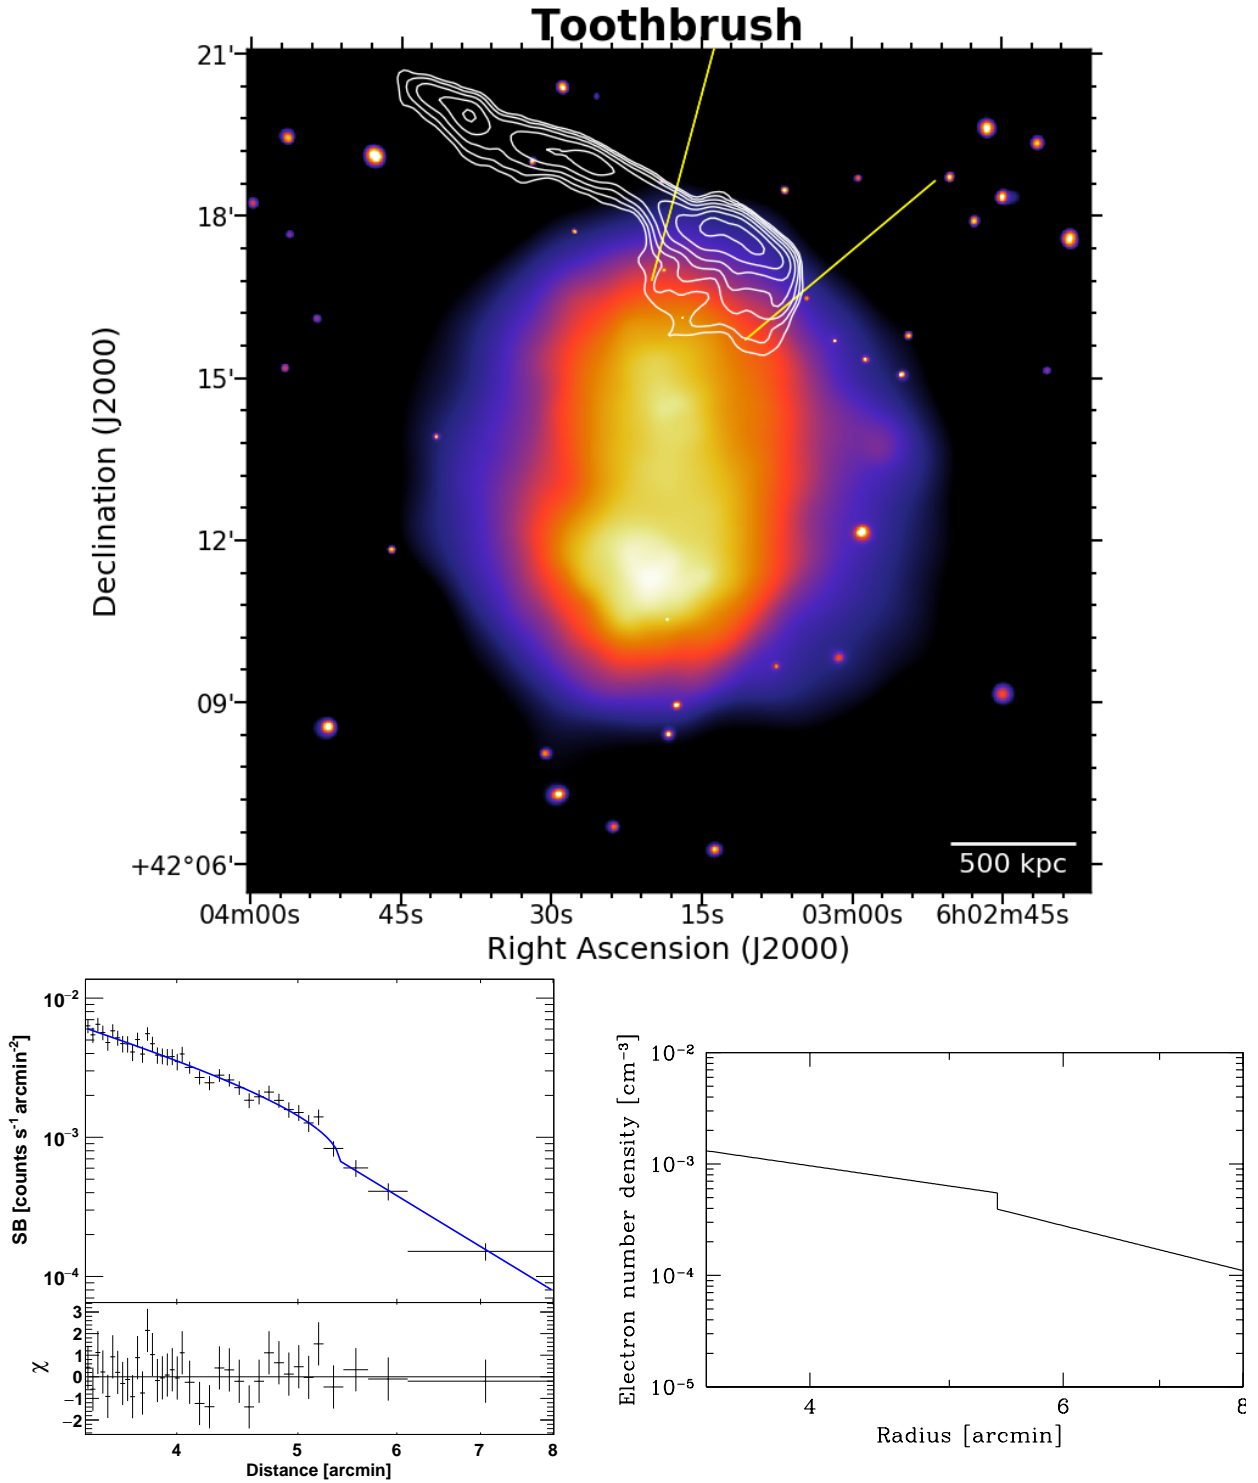 Toothbrush
21'
18'
15'
12'
09'
+42°06'
Declination (J2000)
500 kpc
04m00s 45s 30s 15s 03m00s 6h02m45s
Right Ascension (J2000)
10⁻²
10⁻³
10⁻⁴
SB [counts s⁻¹ arcmin⁻²]
3
2
1
0
−1
−2
χ
4 5 6 7 8
Distance [arcmin]
10⁻²
10⁻³
10⁻⁴
10⁻⁵
Electron number density [cm⁻³]
4 6 8
Radius [arcmin]